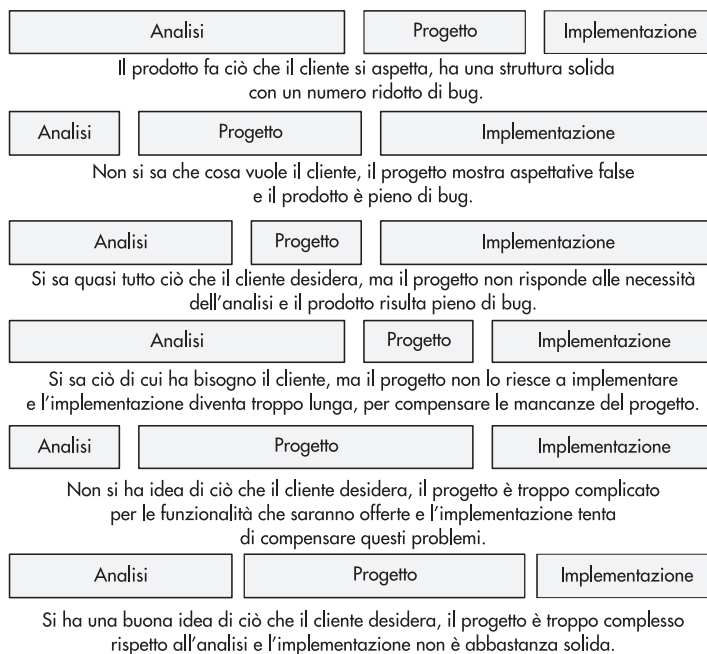 Analisi Progetto Implementazione
Il prodotto fa ciò che il cliente si aspetta, ha una struttura solida
con un numero ridotto di bug.
Analisi Progetto Implementazione
Non si sa che cosa vuole il cliente, il progetto mostra aspettative false
e il prodotto è pieno di bug.
Analisi Progetto Implementazione
Si sa quasi tutto ciò che il cliente desidera, ma il progetto non risponde alle necessità
dell’analisi e il prodotto risulta pieno di bug.
Analisi Progetto Implementazione
Si sa ciò di cui ha bisogno il cliente, ma il progetto non lo riesce a implementare
e l’implementazione diventa troppo lunga, per compensare le mancanze del progetto.
Analisi Progetto Implementazione
Non si ha idea di ciò che il cliente desidera, il progetto è troppo complicato
per le funzionalità che saranno offerte e l’implementazione tenta
di compensare questi problemi.
Analisi Progetto Implementazione
Si ha una buona idea di ciò che il cliente desidera, il progetto è troppo complesso
rispetto all’analisi e l’implementazione non è abbastanza solida.